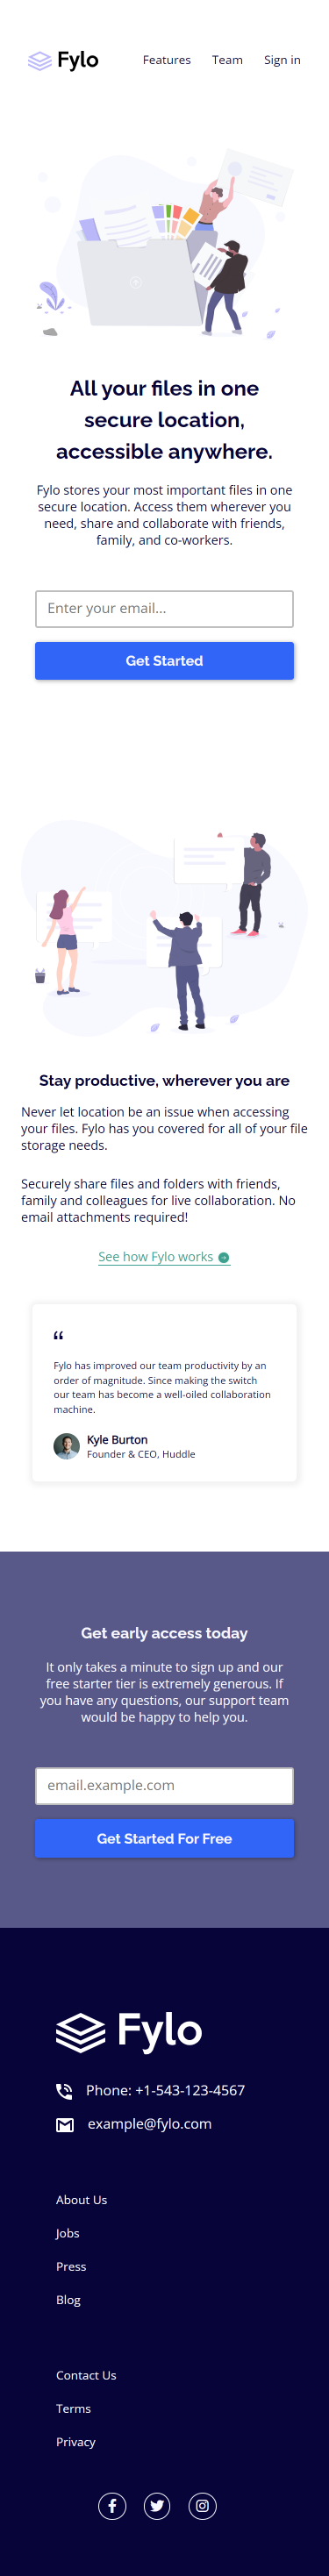 Fylo
Features Team Sign in
All your files in one
secure location,
accessible anywhere.
Fylo stores your most important files in one
secure location. Access them wherever you
need, share and collaborate with friends,
family, and co-workers.
Enter your email...
Get Started
Stay productive, wherever you are
Never let location be an issue when accessing
your files. Fylo has you covered for all of your file
storage needs.
Securely share files and folders with friends,
family and colleagues for live collaboration. No
email attachments required!
See how Fylo works
“
Fylo has improved our team productivity by an
order of magnitude. Since making the switch
our team has become a well-oiled collaboration
machine.
Kyle Burton
Founder & CEO, Huddle
Get early access today
It only takes a minute to sign up and our
free starter tier is extremely generous. If
you have any questions, our support team
would be happy to help you.
email.example.com
Get Started For Free
Fylo
Phone: +1-543-123-4567
example@fylo.com
About Us
Jobs
Press
Blog
Contact Us
Terms
Privacy